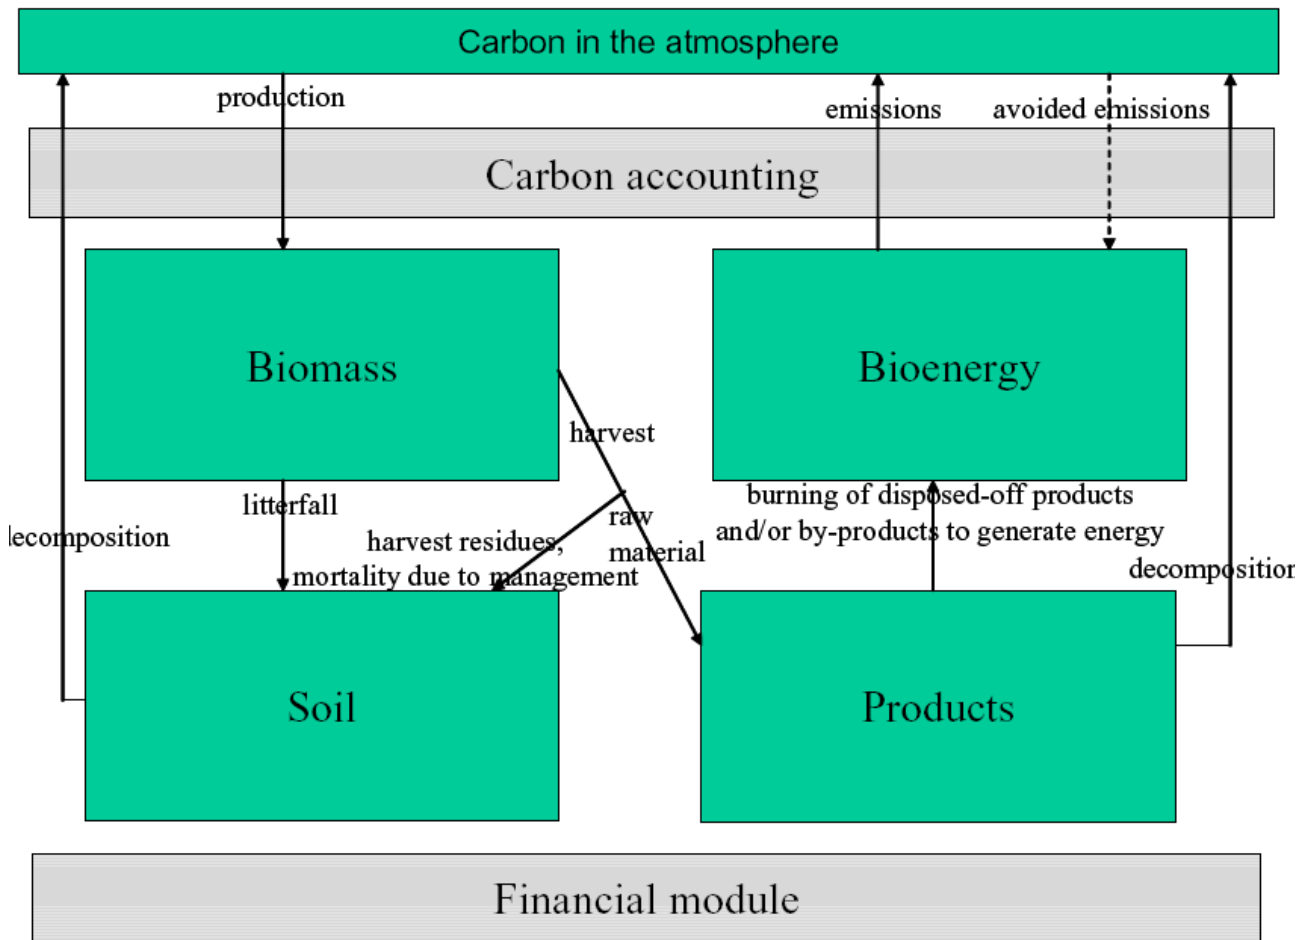 Carbon in the atmosphere
production
emissions
avoided emissions
Carbon accounting
Biomass
Bioenergy
harvest
litterfall
burning of disposed-off products
and/or by-products to generate energy
raw
material
decomposition
harvest residues,
mortality due to management
decomposition
Soil
Products
Financial module